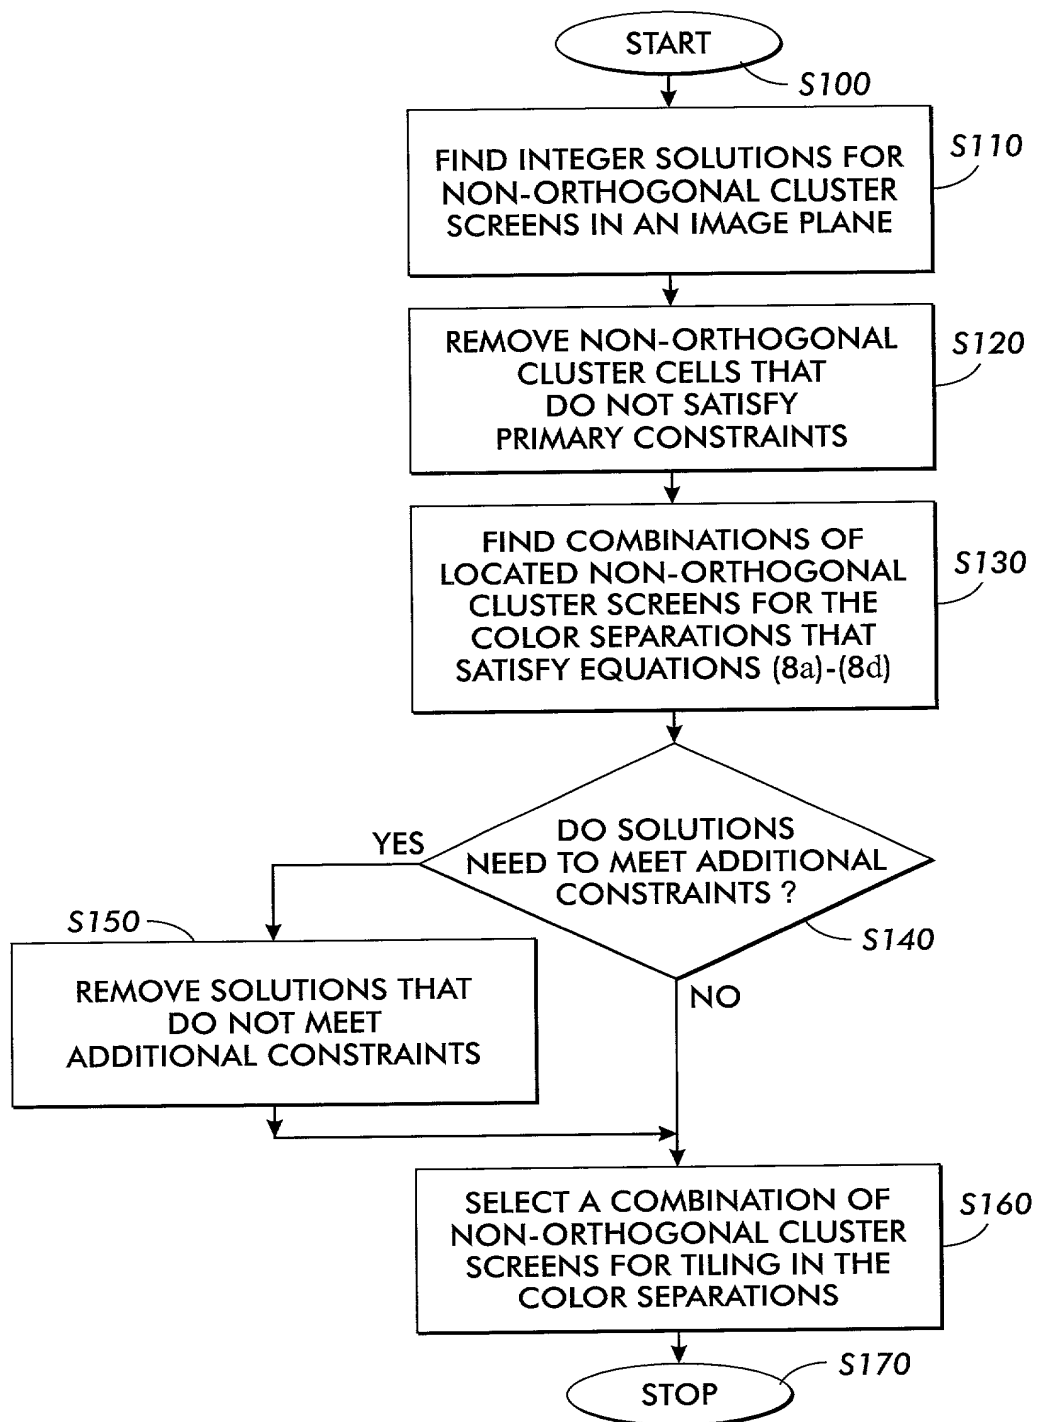 START
S100
FIND INTEGER SOLUTIONS FOR
NON-ORTHOGONAL CLUSTER
SCREENS IN AN IMAGE PLANE
S110
REMOVE NON-ORTHOGONAL
CLUSTER CELLS THAT
DO NOT SATISFY
PRIMARY CONSTRAINTS
S120
FIND COMBINATIONS OF
LOCATED NON-ORTHOGONAL
CLUSTER SCREENS FOR THE
COLOR SEPARATIONS THAT
SATISFY EQUATIONS (8a)-(8d)
S130
DO SOLUTIONS
NEED TO MEET ADDITIONAL
CONSTRAINTS ?
S140
YES
NO
S150
REMOVE SOLUTIONS THAT
DO NOT MEET
ADDITIONAL CONSTRAINTS
SELECT A COMBINATION OF
NON-ORTHOGONAL CLUSTER
SCREENS FOR TILING IN THE
COLOR SEPARATIONS
S160
STOP
S170